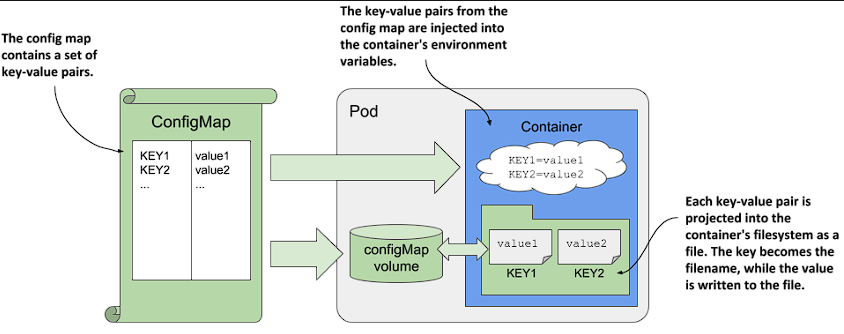 The key-value pairs from the
config map are injected into
the container's environment
variables.
The config map
contains a set of
key-value pairs.
ConfigMap
KEY1 value1
KEY2 value2
... ...
Pod
Container
KEY1=value1
KEY2=value2
configMap
volume
value1 value2
KEY1 KEY2
Each key-value pair is
projected into the
container's filesystem as a
file. The key becomes the
filename, while the value
is written to the file.